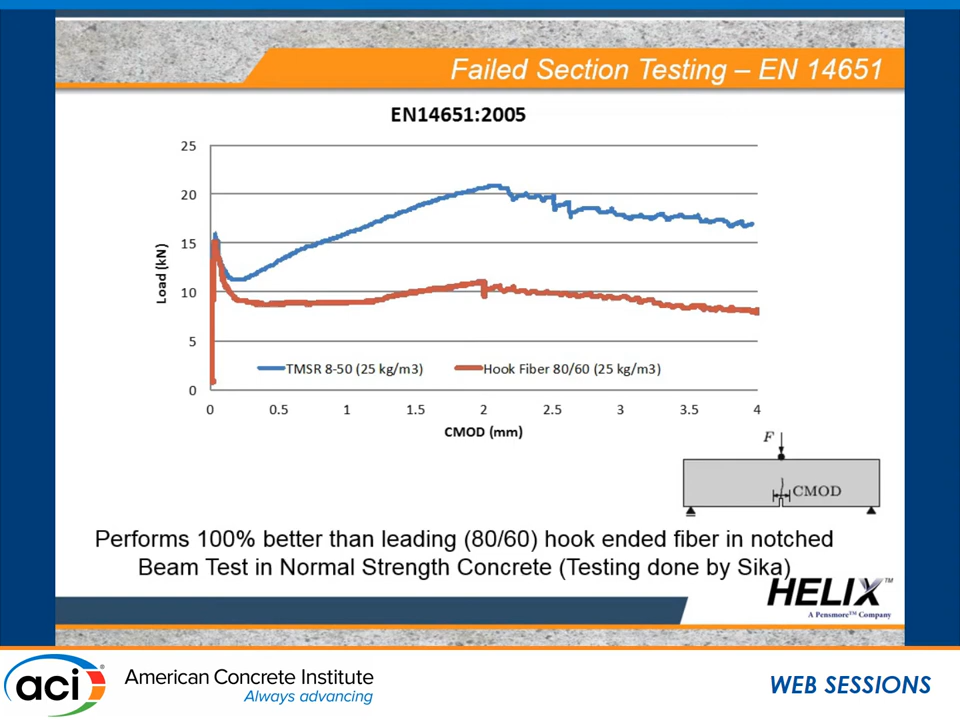 Failed Section Testing – EN 14651
EN14651:2005
25
20
15
10
5
0
Load (kN)
TMSR 8-50 (25 kg/m3)
Hook Fiber 80/60 (25 kg/m3)
0 0.5 1 1.5 2 2.5 3 3.5 4
CMOD (mm)
F
CMOD
Performs 100% better than leading (80/60) hook ended fiber in notched
Beam Test in Normal Strength Concrete (Testing done by Sika)
HELIX™
A Pensmore™ Company
aci®
American Concrete Institute
Always advancing
WEB SESSIONS